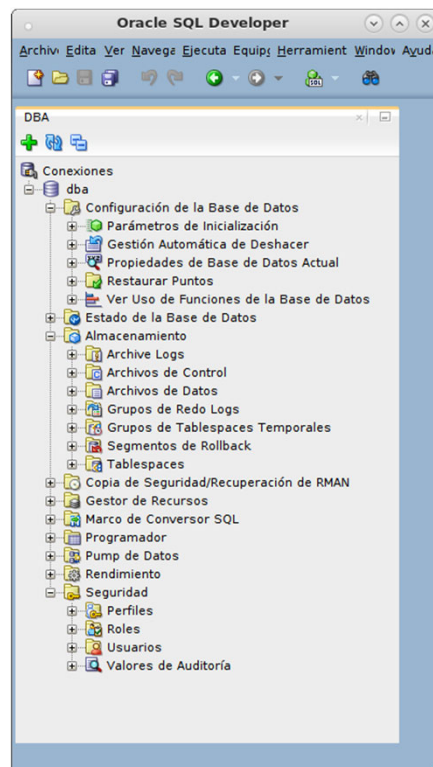 Oracle SQL Developer
Archiv Edita Ver Navega Ejecuta Equipo Herramient Window Ayuda
DBA
Conexiones
dba
Configuración de la Base de Datos
Parámetros de Inicialización
Gestión Automática de Deshacer
Propiedades de Base de Datos Actual
Restaurar Puntos
Ver Uso de Funciones de la Base de Datos
Estado de la Base de Datos
Almacenamiento
Archive Logs
Archivos de Control
Archivos de Datos
Grupos de Redo Logs
Grupos de Tablespaces Temporales
Segmentos de Rollback
Tablespaces
Copia de Seguridad/Recuperación de RMAN
Gestor de Recursos
Marco de Conversor SQL
Programador
Pump de Datos
Rendimiento
Seguridad
Perfiles
Roles
Usuarios
Valores de Auditoría